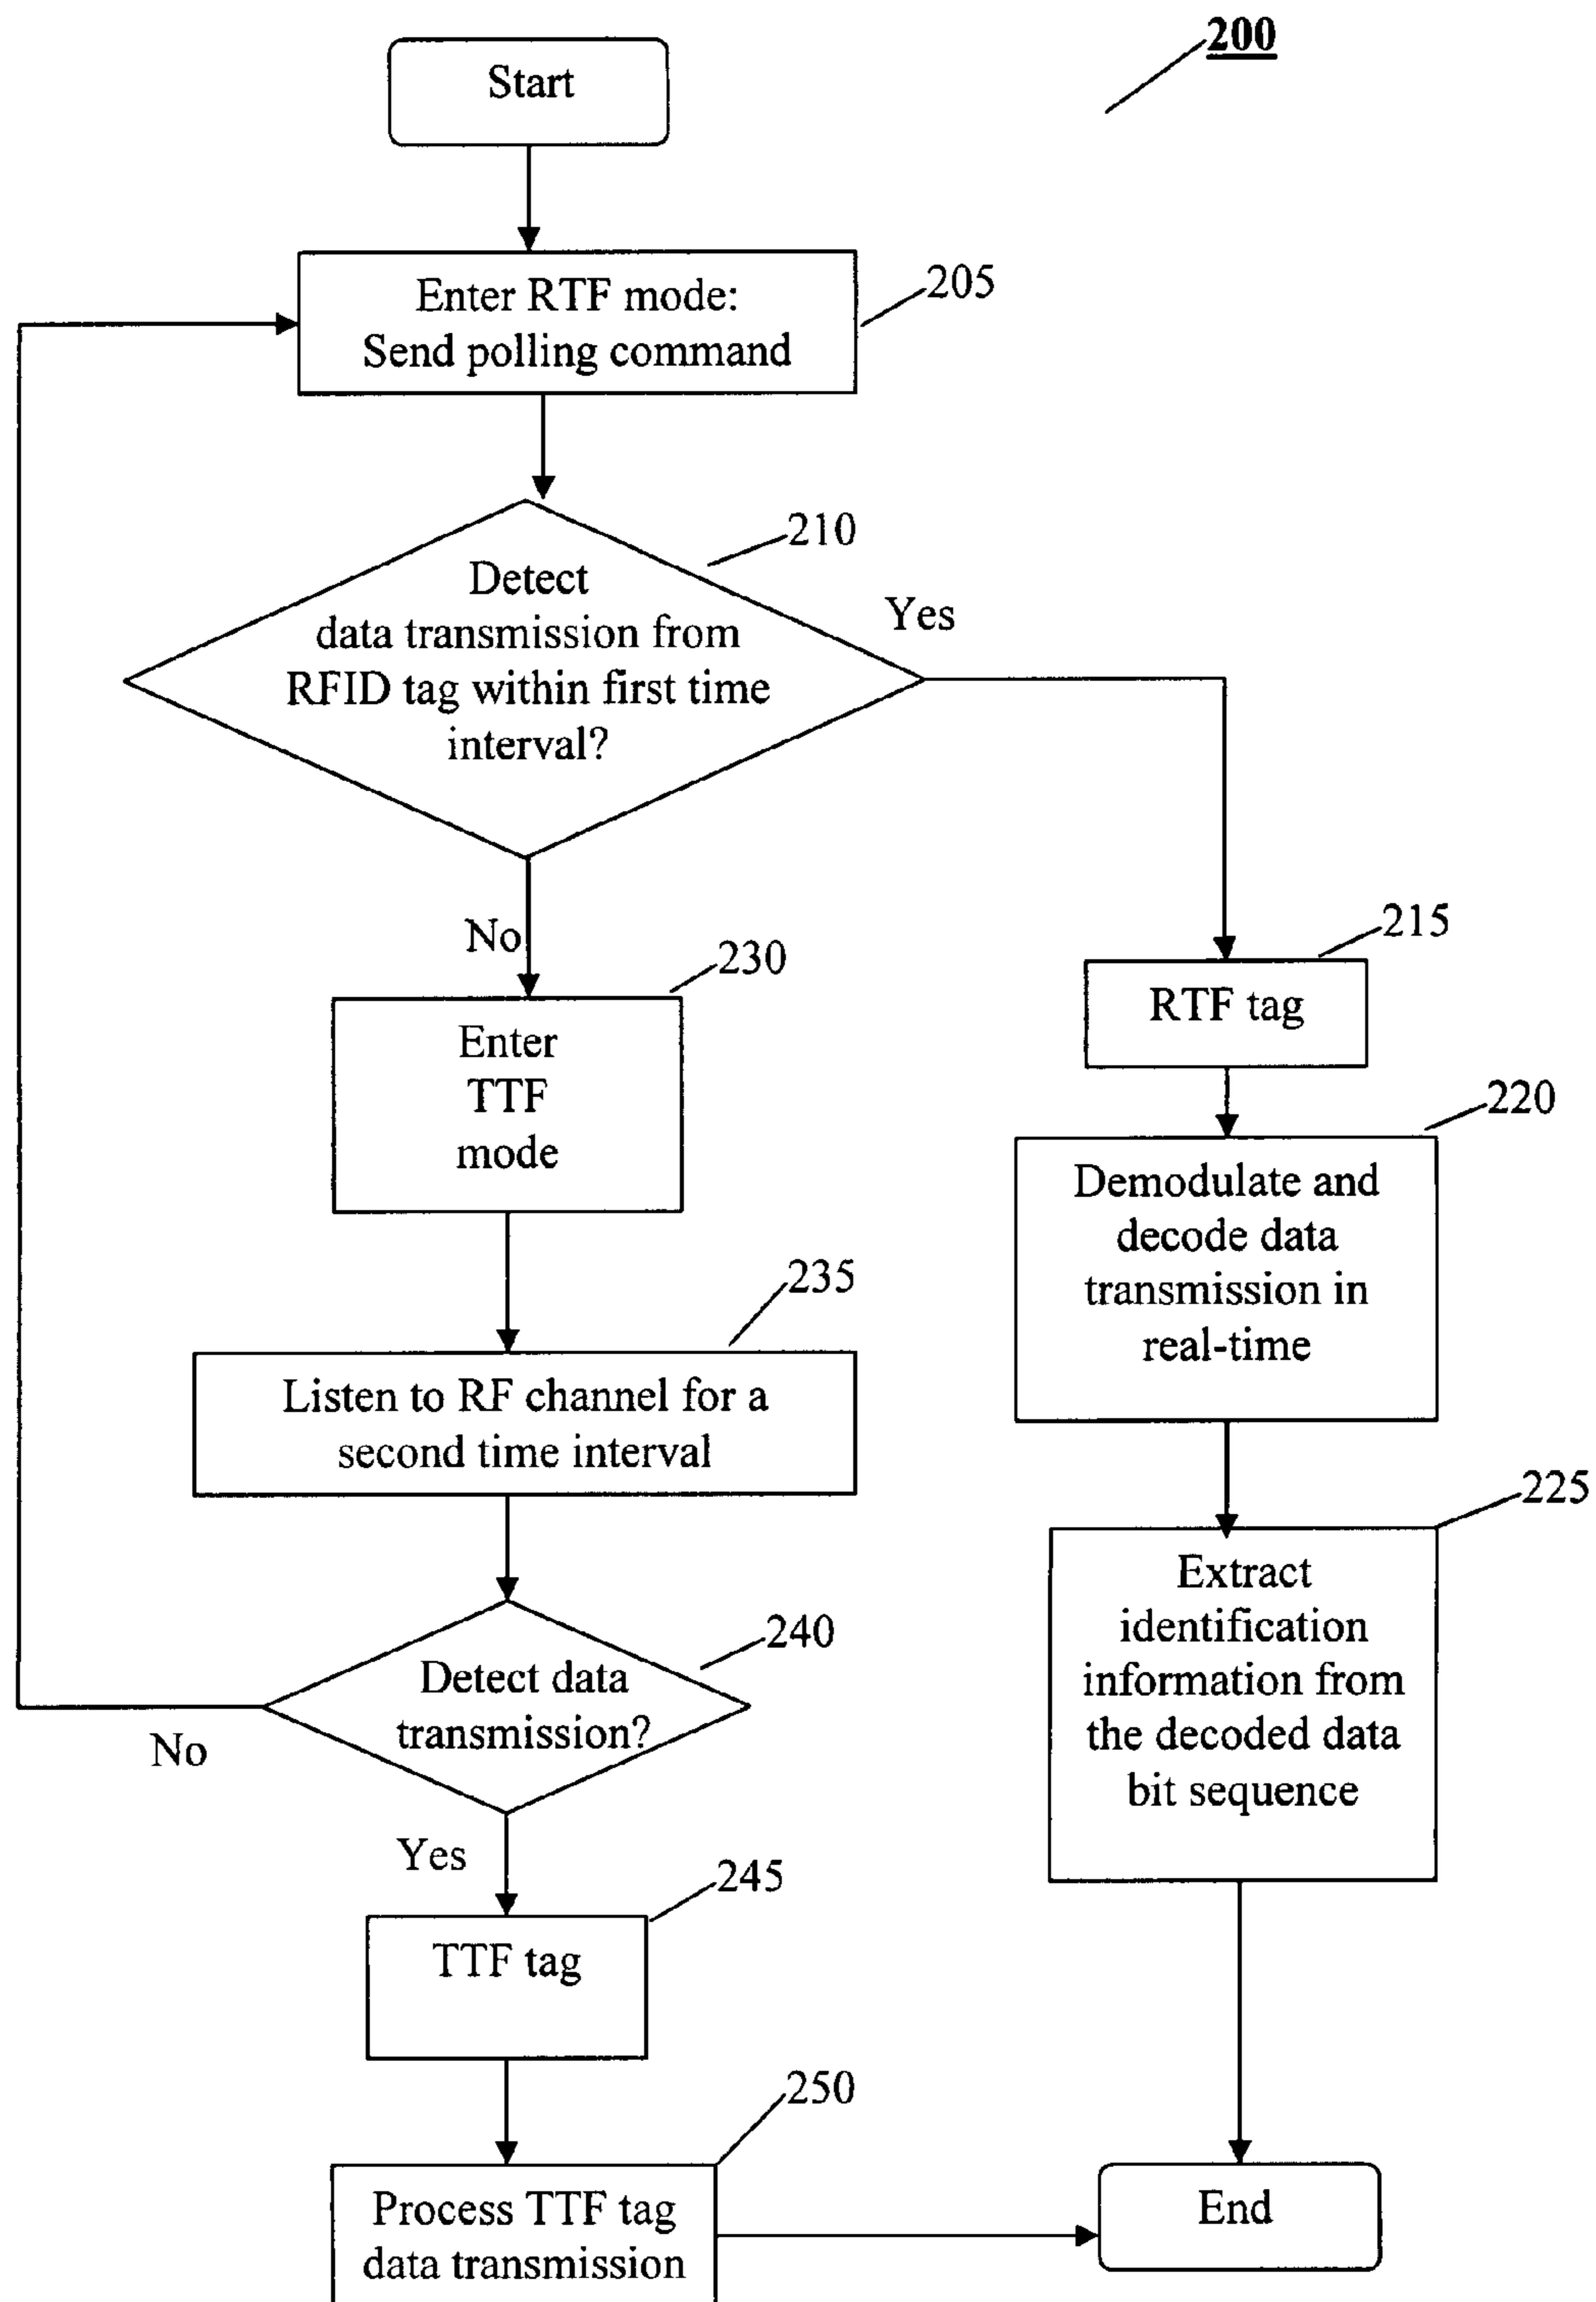 200
Start
Enter RTF mode:
Send polling command
205
210
Detect
data transmission from
RFID tag within first time
interval?
Yes
No
215
RTF tag
230
Enter
TTF
mode
220
Demodulate and
decode data
transmission in
real-time
235
Listen to RF channel for a
second time interval
225
Extract
identification
information from
the decoded data
bit sequence
240
Detect data
transmission?
No
Yes
245
TTF tag
250
Process TTF tag
data transmission
End